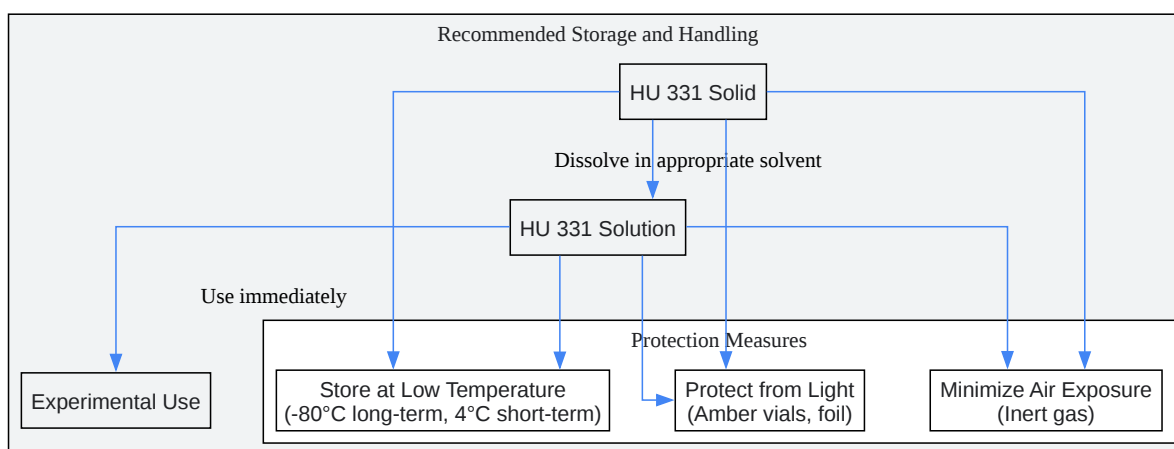 Recommended Storage and Handling
HU 331 Solid
Dissolve in appropriate solvent
HU 331 Solution
Use immediately
Protection Measures
Experimental Use
Store at Low Temperature
(-80°C long-term, 4°C short-term)
Protect from Light
(Amber vials, foil)
Minimize Air Exposure
(Inert gas)